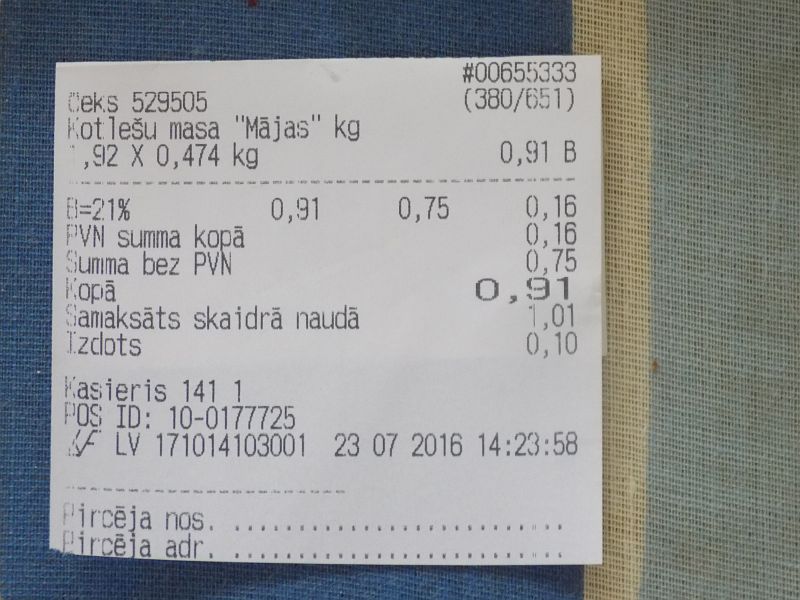 #00655333
Čeks 529505 (380/651)
Kotlešu masa "Mājas" kg
1,92 X 0,474 kg 0,91 B
B=21% 0,91 0,75 0,16
PVN summa kopā 0,16
Summa bez PVN 0,75
Kopā 0,91
Samaksāts skaidrā naudā 1,01
Izdots 0,10
Kasieris 141 1
POS ID: 10-0177725
LV 171014103001 23 07 2016 14:23:58
Pircēja nos. ........................
Pircēja adr. ........................